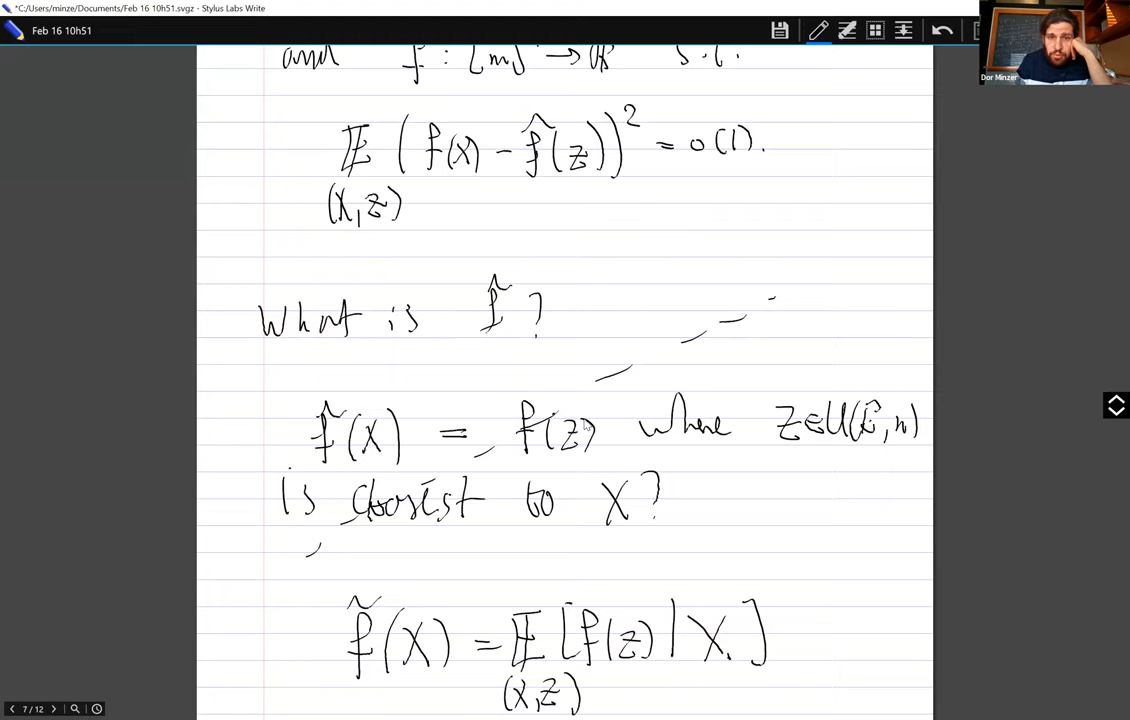 *C:/Users/minze/Documents/Feb 16 10h51.svgz - Stylus Labs Write
Feb 16 10h51
Dor Minzer
and f : [m] → R s.t.
E ( f(x) - f̃(z) )² = o(1).
(X,z)
What is f̃ ?
f̃(x) = f(z) where z∈U(k,n)
is closest to X?
f̃(X) = E [f(z) | X.]
(X,z)
7 / 12